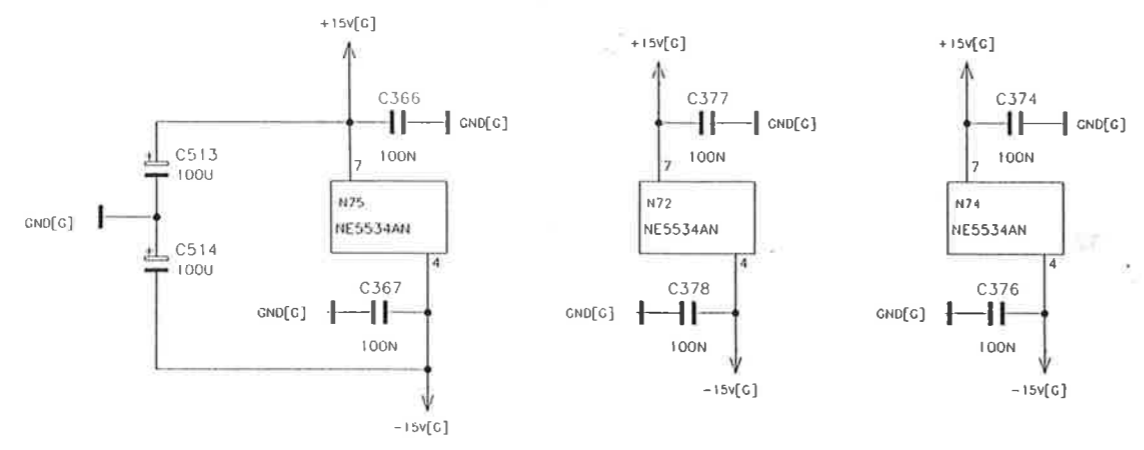 +15V[G]
C366
GND[G]
100N
7
C513
100U
N75
NE5534AN
GND[G]
C514
100U
4
C367
GND[G]
100N
-15V[G]
+15V[G]
C377
GND[G]
100N
7
N72
NE5534AN
4
C378
GND[G]
100N
-15V[G]
+15V[G]
C374
GND[G]
100N
7
N74
NE5534AN
4
C376
GND[G]
100N
-15V[G]